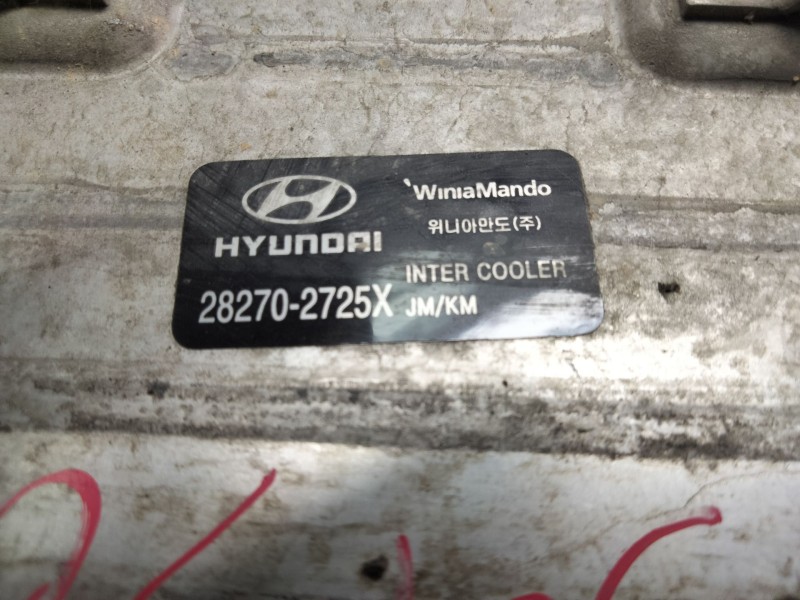 HYUNDAI
28270-2725X
WiniaMando
위니아만도(주)
INTER COOLER
JM/KM